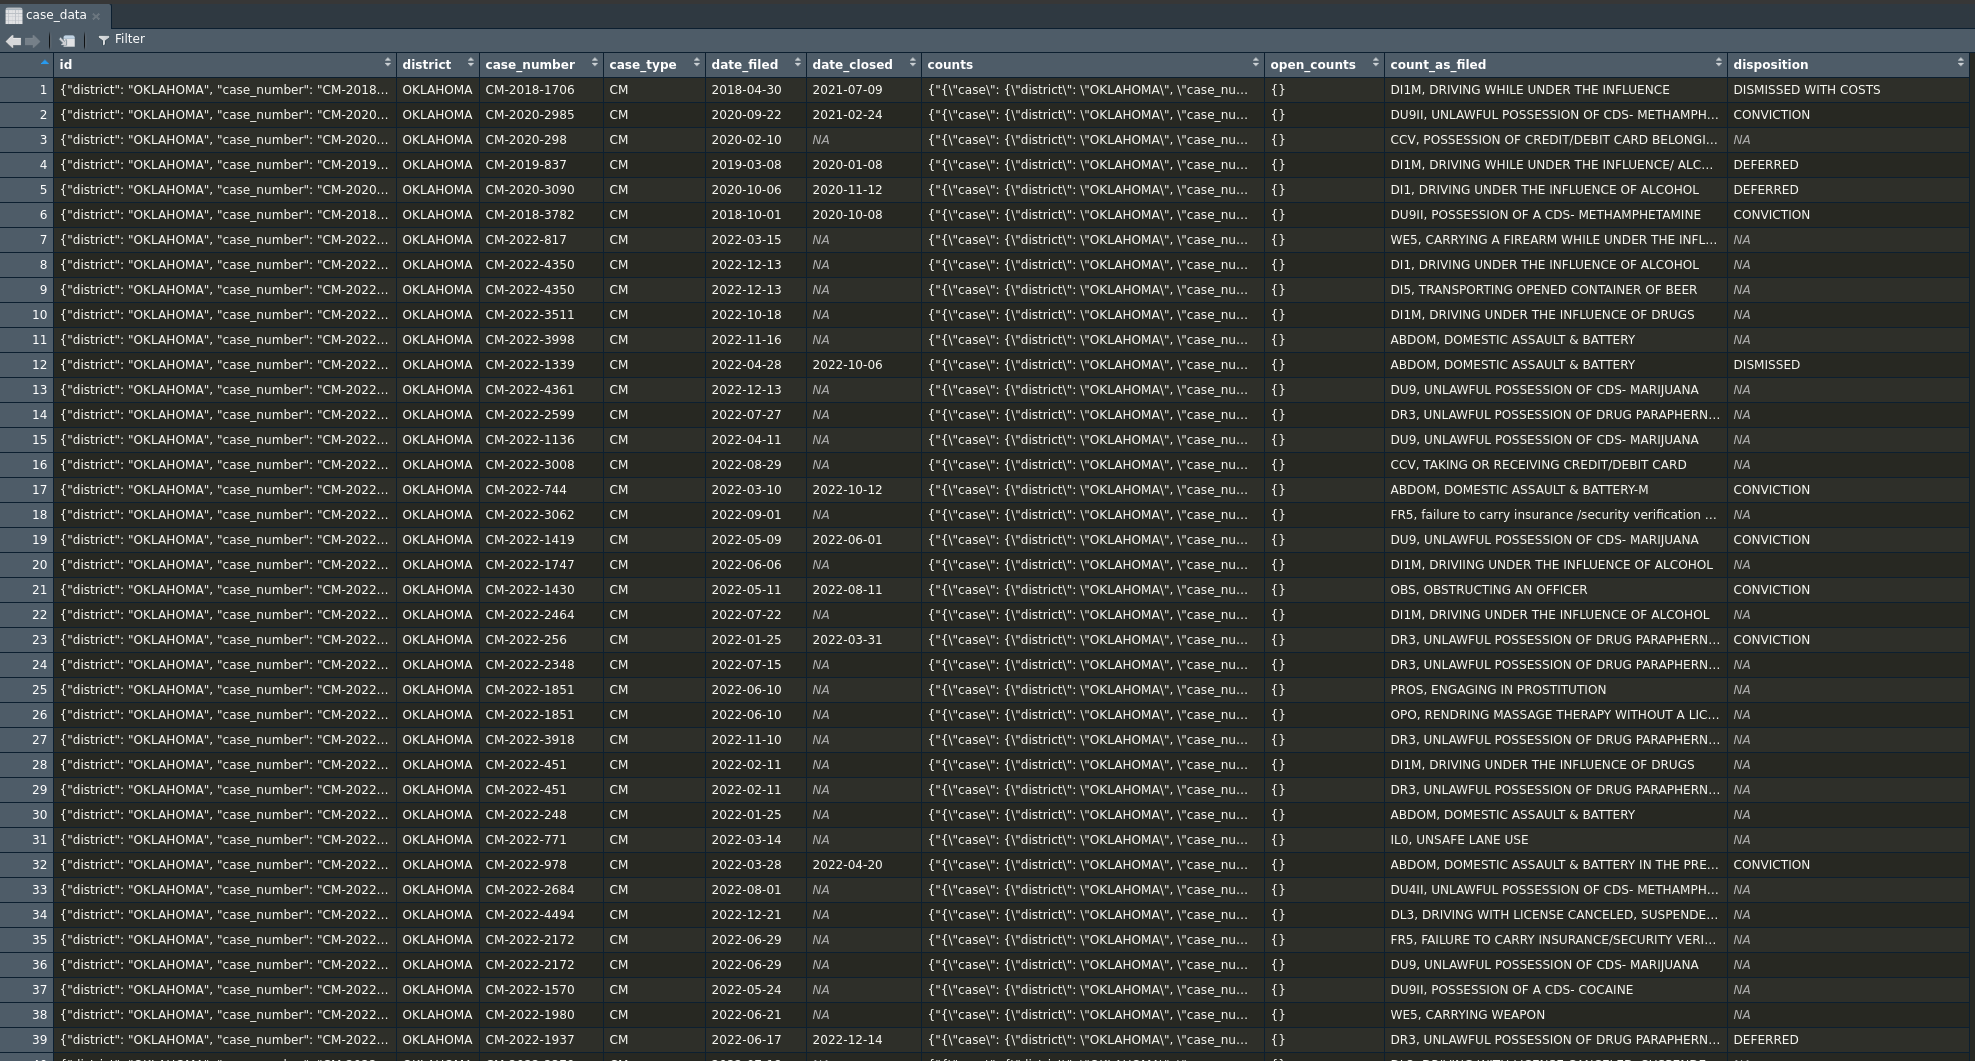 case_data
Filter
id district case_number case_type date_filed date_closed counts open_counts count_as_filed disposition
1 {"district": "OKLAHOMA", "case_number": "CM-2018... OKLAHOMA CM-2018-1706 CM 2018-04-30 2021-07-09 {"{\"case\": {\"district\": \"OKLAHOMA\", \"case_nu... {} DI1M, DRIVING WHILE UNDER THE INFLUENCE DISMISSED WITH COSTS
2 {"district": "OKLAHOMA", "case_number": "CM-2020... OKLAHOMA CM-2020-2985 CM 2020-09-22 2021-02-24 {"{\"case\": {\"district\": \"OKLAHOMA\", \"case_nu... {} DU9II, UNLAWFUL POSSESSION OF CDS- METHAMPH... CONVICTION
3 {"district": "OKLAHOMA", "case_number": "CM-2020... OKLAHOMA CM-2020-298 CM 2020-02-10 NA {"{\"case\": {\"district\": \"OKLAHOMA\", \"case_nu... {} CCV, POSSESSION OF CREDIT/DEBIT CARD BELONGI... NA
4 {"district": "OKLAHOMA", "case_number": "CM-2019... OKLAHOMA CM-2019-837 CM 2019-03-08 2020-01-08 {"{\"case\": {\"district\": \"OKLAHOMA\", \"case_nu... {} DI1M, DRIVING WHILE UNDER THE INFLUENCE/ ALC... DEFERRED
5 {"district": "OKLAHOMA", "case_number": "CM-2020... OKLAHOMA CM-2020-3090 CM 2020-10-06 2020-11-12 {"{\"case\": {\"district\": \"OKLAHOMA\", \"case_nu... {} DI1, DRIVING UNDER THE INFLUENCE OF ALCOHOL DEFERRED
6 {"district": "OKLAHOMA", "case_number": "CM-2018... OKLAHOMA CM-2018-3782 CM 2018-10-01 2020-10-08 {"{\"case\": {\"district\": \"OKLAHOMA\", \"case_nu... {} DU9II, POSSESSION OF A CDS- METHAMPHETAMINE CONVICTION
7 {"district": "OKLAHOMA", "case_number": "CM-2022... OKLAHOMA CM-2022-817 CM 2022-03-15 NA {"{\"case\": {\"district\": \"OKLAHOMA\", \"case_nu... {} WE5, CARRYING A FIREARM WHILE UNDER THE INFL... NA
8 {"district": "OKLAHOMA", "case_number": "CM-2022... OKLAHOMA CM-2022-4350 CM 2022-12-13 NA {"{\"case\": {\"district\": \"OKLAHOMA\", \"case_nu... {} DI1, DRIVING UNDER THE INFLUENCE OF ALCOHOL NA
9 {"district": "OKLAHOMA", "case_number": "CM-2022... OKLAHOMA CM-2022-4350 CM 2022-12-13 NA {"{\"case\": {\"district\": \"OKLAHOMA\", \"case_nu... {} DI5, TRANSPORTING OPENED CONTAINER OF BEER NA
10 {"district": "OKLAHOMA", "case_number": "CM-2022... OKLAHOMA CM-2022-3511 CM 2022-10-18 NA {"{\"case\": {\"district\": \"OKLAHOMA\", \"case_nu... {} DI1M, DRIVING UNDER THE INFLUENCE OF DRUGS NA
11 {"district": "OKLAHOMA", "case_number": "CM-2022... OKLAHOMA CM-2022-3998 CM 2022-11-16 NA {"{\"case\": {\"district\": \"OKLAHOMA\", \"case_nu... {} ABDOM, DOMESTIC ASSAULT & BATTERY NA
12 {"district": "OKLAHOMA", "case_number": "CM-2022... OKLAHOMA CM-2022-1339 CM 2022-04-28 2022-10-06 {"{\"case\": {\"district\": \"OKLAHOMA\", \"case_nu... {} ABDOM, DOMESTIC ASSAULT & BATTERY DISMISSED
13 {"district": "OKLAHOMA", "case_number": "CM-2022... OKLAHOMA CM-2022-4361 CM 2022-12-13 NA {"{\"case\": {\"district\": \"OKLAHOMA\", \"case_nu... {} DU9, UNLAWFUL POSSESSION OF CDS- MARIJUANA NA
14 {"district": "OKLAHOMA", "case_number": "CM-2022... OKLAHOMA CM-2022-2599 CM 2022-07-27 NA {"{\"case\": {\"district\": \"OKLAHOMA\", \"case_nu... {} DR3, UNLAWFUL POSSESSION OF DRUG PARAPHERN... NA
15 {"district": "OKLAHOMA", "case_number": "CM-2022... OKLAHOMA CM-2022-1136 CM 2022-04-11 NA {"{\"case\": {\"district\": \"OKLAHOMA\", \"case_nu... {} DU9, UNLAWFUL POSSESSION OF CDS- MARIJUANA NA
16 {"district": "OKLAHOMA", "case_number": "CM-2022... OKLAHOMA CM-2022-3008 CM 2022-08-29 NA {"{\"case\": {\"district\": \"OKLAHOMA\", \"case_nu... {} CCV, TAKING OR RECEIVING CREDIT/DEBIT CARD NA
17 {"district": "OKLAHOMA", "case_number": "CM-2022... OKLAHOMA CM-2022-744 CM 2022-03-10 2022-10-12 {"{\"case\": {\"district\": \"OKLAHOMA\", \"case_nu... {} ABDOM, DOMESTIC ASSAULT & BATTERY-M CONVICTION
18 {"district": "OKLAHOMA", "case_number": "CM-2022... OKLAHOMA CM-2022-3062 CM 2022-09-01 NA {"{\"case\": {\"district\": \"OKLAHOMA\", \"case_nu... {} FR5, failure to carry insurance /security verification ... NA
19 {"district": "OKLAHOMA", "case_number": "CM-2022... OKLAHOMA CM-2022-1419 CM 2022-05-09 2022-06-01 {"{\"case\": {\"district\": \"OKLAHOMA\", \"case_nu... {} DU9, UNLAWFUL POSSESSION OF CDS- MARIJUANA CONVICTION
20 {"district": "OKLAHOMA", "case_number": "CM-2022... OKLAHOMA CM-2022-1747 CM 2022-06-06 NA {"{\"case\": {\"district\": \"OKLAHOMA\", \"case_nu... {} DI1M, DRVIIING UNDER THE INFLUENCE OF ALCOHOL NA
21 {"district": "OKLAHOMA", "case_number": "CM-2022... OKLAHOMA CM-2022-1430 CM 2022-05-11 2022-08-11 {"{\"case\": {\"district\": \"OKLAHOMA\", \"case_nu... {} OBS, OBSTRUCTING AN OFFICER CONVICTION
22 {"district": "OKLAHOMA", "case_number": "CM-2022... OKLAHOMA CM-2022-2464 CM 2022-07-22 NA {"{\"case\": {\"district\": \"OKLAHOMA\", \"case_nu... {} DI1M, DRIVING UNDER THE INFLUENCE OF ALCOHOL NA
23 {"district": "OKLAHOMA", "case_number": "CM-2022... OKLAHOMA CM-2022-256 CM 2022-01-25 2022-03-31 {"{\"case\": {\"district\": \"OKLAHOMA\", \"case_nu... {} DR3, UNLAWFUL POSSESSION OF DRUG PARAPHERN... CONVICTION
24 {"district": "OKLAHOMA", "case_number": "CM-2022... OKLAHOMA CM-2022-2348 CM 2022-07-15 NA {"{\"case\": {\"district\": \"OKLAHOMA\", \"case_nu... {} DR3, UNLAWFUL POSSESSION OF DRUG PARAPHERN... NA
25 {"district": "OKLAHOMA", "case_number": "CM-2022... OKLAHOMA CM-2022-1851 CM 2022-06-10 NA {"{\"case\": {\"district\": \"OKLAHOMA\", \"case_nu... {} PROS, ENGAGING IN PROSTITUTION NA
26 {"district": "OKLAHOMA", "case_number": "CM-2022... OKLAHOMA CM-2022-1851 CM 2022-06-10 NA {"{\"case\": {\"district\": \"OKLAHOMA\", \"case_nu... {} OPO, RENDRING MASSAGE THERAPY WITHOUT A LIC... NA
27 {"district": "OKLAHOMA", "case_number": "CM-2022... OKLAHOMA CM-2022-3918 CM 2022-11-10 NA {"{\"case\": {\"district\": \"OKLAHOMA\", \"case_nu... {} DR3, UNLAWFUL POSSESSION OF DRUG PARAPHERN... NA
28 {"district": "OKLAHOMA", "case_number": "CM-2022... OKLAHOMA CM-2022-451 CM 2022-02-11 NA {"{\"case\": {\"district\": \"OKLAHOMA\", \"case_nu... {} DI1M, DRIVING UNDER THE INFLUENCE OF DRUGS NA
29 {"district": "OKLAHOMA", "case_number": "CM-2022... OKLAHOMA CM-2022-451 CM 2022-02-11 NA {"{\"case\": {\"district\": \"OKLAHOMA\", \"case_nu... {} DR3, UNLAWFUL POSSESSION OF DRUG PARAPHERN... NA
30 {"district": "OKLAHOMA", "case_number": "CM-2022... OKLAHOMA CM-2022-248 CM 2022-01-25 NA {"{\"case\": {\"district\": \"OKLAHOMA\", \"case_nu... {} ABDOM, DOMESTIC ASSAULT & BATTERY NA
31 {"district": "OKLAHOMA", "case_number": "CM-2022... OKLAHOMA CM-2022-771 CM 2022-03-14 NA {"{\"case\": {\"district\": \"OKLAHOMA\", \"case_nu... {} IL0, UNSAFE LANE USE NA
32 {"district": "OKLAHOMA", "case_number": "CM-2022... OKLAHOMA CM-2022-978 CM 2022-03-28 2022-04-20 {"{\"case\": {\"district\": \"OKLAHOMA\", \"case_nu... {} ABDOM, DOMESTIC ASSAULT & BATTERY IN THE PRE... CONVICTION
33 {"district": "OKLAHOMA", "case_number": "CM-2022... OKLAHOMA CM-2022-2684 CM 2022-08-01 NA {"{\"case\": {\"district\": \"OKLAHOMA\", \"case_nu... {} DU4II, UNLAWFUL POSSESSION OF CDS- METHAMPH... NA
34 {"district": "OKLAHOMA", "case_number": "CM-2022... OKLAHOMA CM-2022-4494 CM 2022-12-21 NA {"{\"case\": {\"district\": \"OKLAHOMA\", \"case_nu... {} DL3, DRIVING WITH LICENSE CANCELED, SUSPENDE... NA
35 {"district": "OKLAHOMA", "case_number": "CM-2022... OKLAHOMA CM-2022-2172 CM 2022-06-29 NA {"{\"case\": {\"district\": \"OKLAHOMA\", \"case_nu... {} FR5, FAILURE TO CARRY INSURANCE/SECURITY VERI... NA
36 {"district": "OKLAHOMA", "case_number": "CM-2022... OKLAHOMA CM-2022-2172 CM 2022-06-29 NA {"{\"case\": {\"district\": \"OKLAHOMA\", \"case_nu... {} DU9, UNLAWFUL POSSESSION OF CDS- MARIJUANA NA
37 {"district": "OKLAHOMA", "case_number": "CM-2022... OKLAHOMA CM-2022-1570 CM 2022-05-24 NA {"{\"case\": {\"district\": \"OKLAHOMA\", \"case_nu... {} DU9II, POSSESSION OF A CDS- COCAINE NA
38 {"district": "OKLAHOMA", "case_number": "CM-2022... OKLAHOMA CM-2022-1980 CM 2022-06-21 NA {"{\"case\": {\"district\": \"OKLAHOMA\", \"case_nu... {} WE5, CARRYING WEAPON NA
39 {"district": "OKLAHOMA", "case_number": "CM-2022... OKLAHOMA CM-2022-1937 CM 2022-06-17 2022-12-14 {"{\"case\": {\"district\": \"OKLAHOMA\", \"case_nu... {} DR3, UNLAWFUL POSSESSION OF DRUG PARAPHERN... DEFERRED